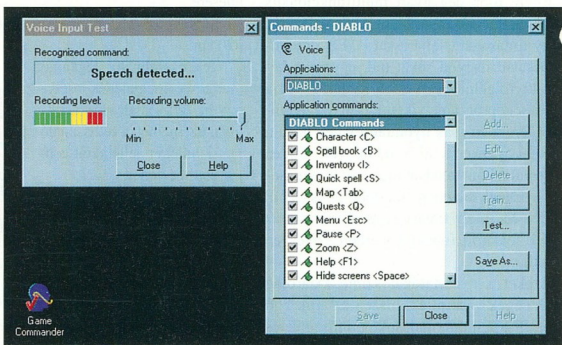 Voice Input Test
Recognized command:
Speech detected...
Recording level:
Recording volume:
Min
Max
Close
Help
Commands - DIABLO
Voice
Applications:
DIABLO
Application commands:
DIABLO Commands
Character <C>
Spell book <B>
Inventory <I>
Quick spell <S>
Map <Tab>
Quests <Q>
Menu <Esc>
Pause <P>
Zoom <Z>
Help <F1>
Hide screens <Space>
Add...
Edit...
Delete
Train...
Test...
Save As...
Save
Close
Help
Game
Commander